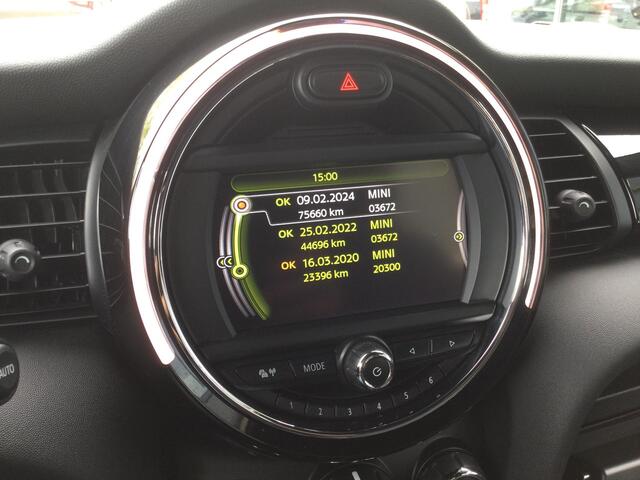 15:00
OK 09.02.2024 MINI
75660 km 03672
OK 25.02.2022 MINI
44696 km 03672
OK 16.03.2020 MINI
23396 km 20300
MODE
1 2 3 4 5 6
AUTO